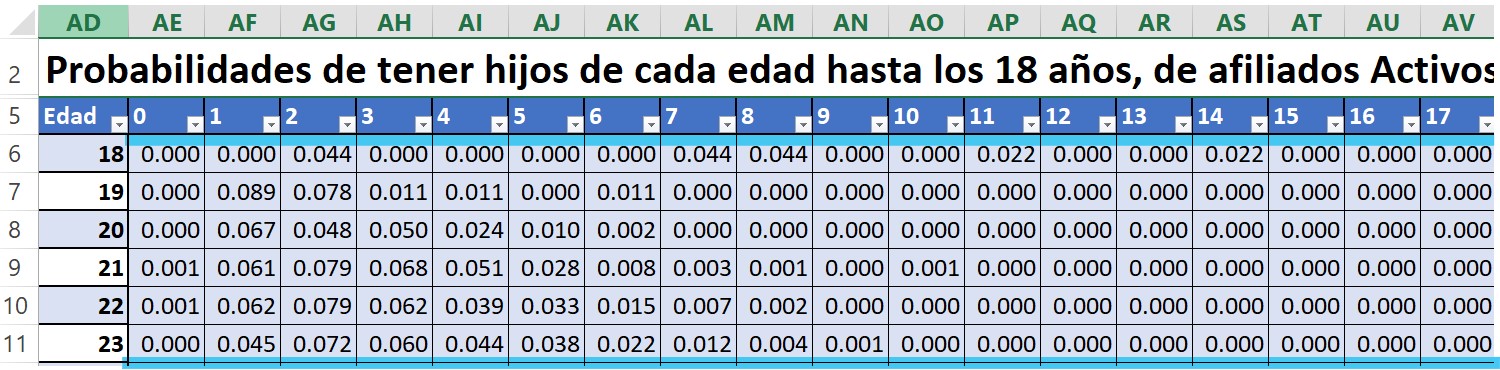 AD AE AF AG AH AI AJ AK AL AM AN AO AP AQ AR AS AT AU AV
2 Probabilidades de tener hijos de cada edad hasta los 18 años, de afiliados Activos
5 Edad 0 1 2 3 4 5 6 7 8 9 10 11 12 13 14 15 16 17
6 18 0.000 0.000 0.044 0.000 0.000 0.000 0.000 0.044 0.044 0.000 0.000 0.022 0.000 0.000 0.022 0.000 0.000 0.000
7 19 0.000 0.089 0.078 0.011 0.011 0.000 0.011 0.000 0.000 0.000 0.000 0.000 0.000 0.000 0.000 0.000 0.000 0.000
8 20 0.000 0.067 0.048 0.050 0.024 0.010 0.002 0.000 0.000 0.000 0.000 0.000 0.000 0.000 0.000 0.000 0.000 0.000
9 21 0.001 0.061 0.079 0.068 0.051 0.028 0.008 0.003 0.001 0.000 0.001 0.000 0.000 0.000 0.000 0.000 0.000 0.000
10 22 0.001 0.062 0.079 0.062 0.039 0.033 0.015 0.007 0.002 0.000 0.000 0.000 0.000 0.000 0.000 0.000 0.000 0.000
11 23 0.000 0.045 0.072 0.060 0.044 0.038 0.022 0.012 0.004 0.001 0.000 0.000 0.000 0.000 0.000 0.000 0.000 0.000